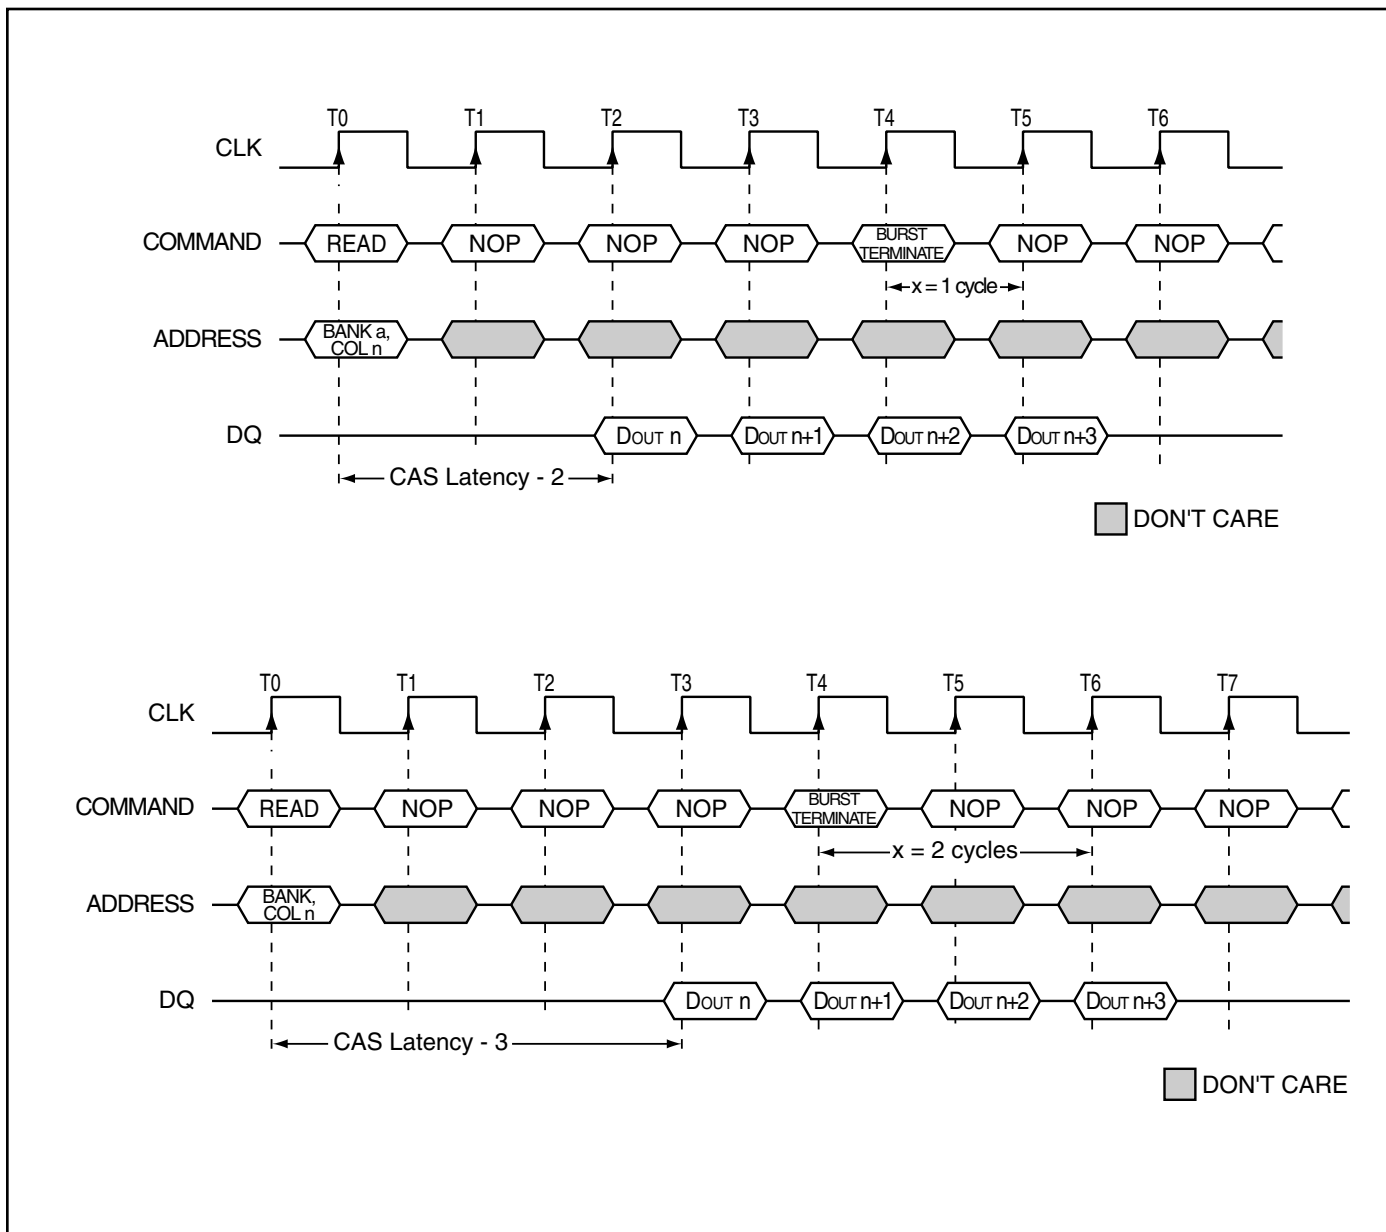 T0 T1 T2 T3 T4 T5 T6
CLK
COMMAND READ NOP NOP NOP BURST TERMINATE NOP NOP
x = 1 cycle
ADDRESS BANK a, COL n
DQ DOUT n DOUT n+1 DOUT n+2 DOUT n+3
CAS Latency - 2
DON'T CARE
T0 T1 T2 T3 T4 T5 T6 T7
CLK
COMMAND READ NOP NOP NOP BURST TERMINATE NOP NOP NOP
x = 2 cycles
ADDRESS BANK, COL n
DQ DOUT n DOUT n+1 DOUT n+2 DOUT n+3
CAS Latency - 3
DON'T CARE